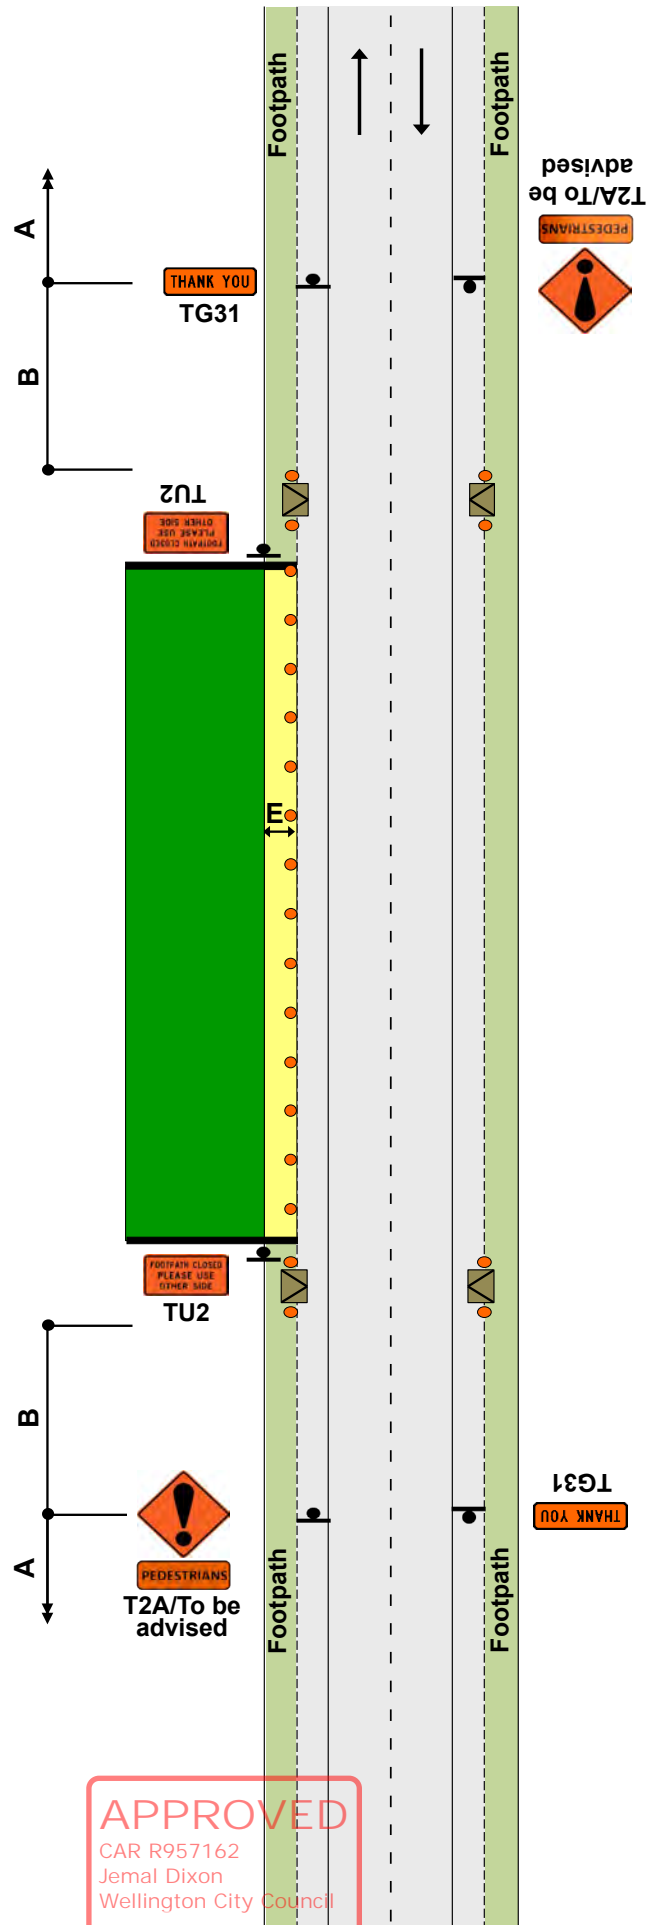 Footpath
Footpath
T2A/To be
advised
PEDESTRIANS
A
THANK YOU
TG31
B
TU2
FOOTPATH CLOSED
PLEASE USE
OTHER SIDE
E
FOOTPATH CLOSED
PLEASE USE
OTHER SIDE
TU2
B
TG31
THANK YOU
A
PEDESTRIANS
T2A/To be
advised
Footpath
Footpath
APPROVED
CAR R957162
Jemal Dixon
Wellington City Council